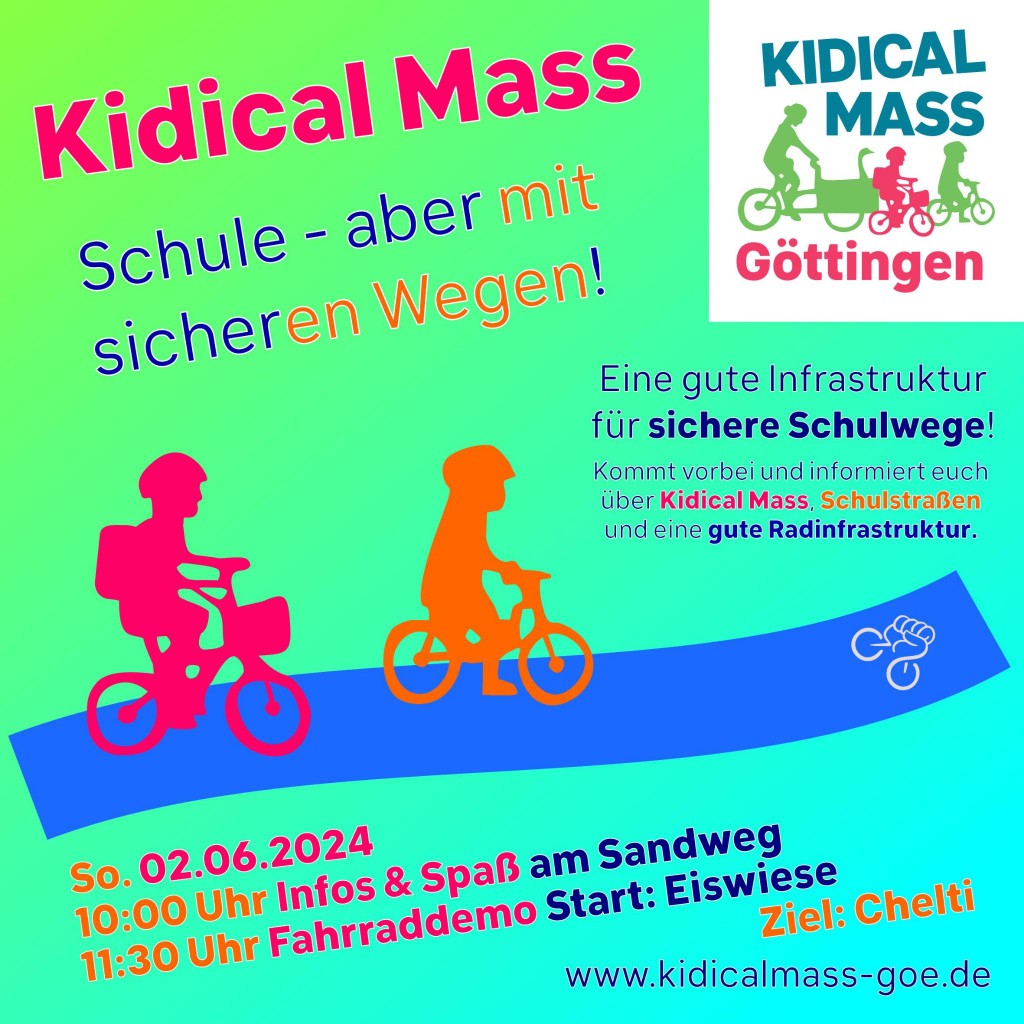 Kidical Mass
Schule - aber mit
sicheren Wegen!
KIDICAL
MASS
Göttingen
Eine gute Infrastruktur
für sichere Schulwege!
Kommt vorbei und informiert euch
über Kidical Mass, Schulstraßen
und eine gute Radinfrastruktur.
So. 02.06.2024
10:00 Uhr Infos & Spaß am Sandweg
11:30 Uhr Fahrraddemo Start: Eiswiese
Ziel: Chelti
www.kidicalmass-goe.de